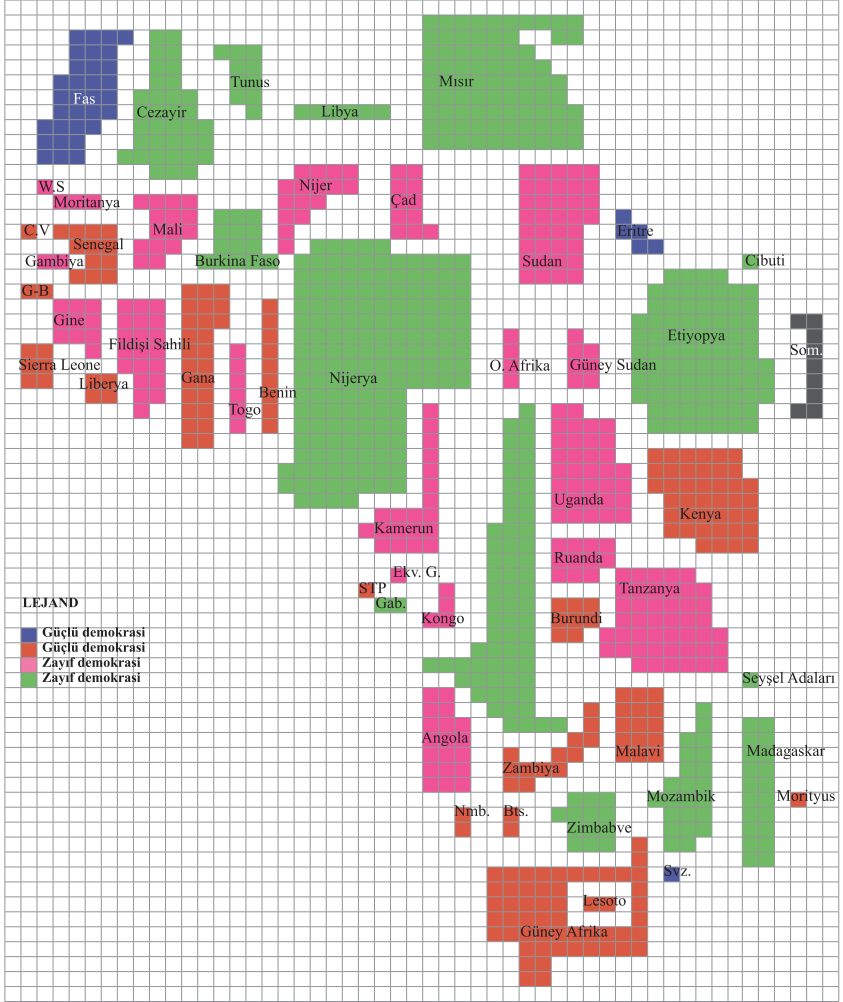 Fas
Cezayir
Tunus
Libya
Mısır
W.S
Moritanya
Nijer
Çad
C.V
Senegal
Mali
Eritre
Gambiya
Burkina Faso
Sudan
Cibuti
G-B
Gine
Fildişi Sahili
Etiyopya
Som.
Sierra Leone
Liberya
Gana
Togo
Benin
Nijerya
O. Afrika
Güney Sudan
Uganda
Kenya
Kamerun
Ruanda
Ekv. G.
STP
Gab.
Kongo
Burundi
Tanzanya
LEJAND
Güçlü demokrasi
Güçlü demokrasi
Zayıf demokrasi
Zayıf demokrasi
Seyşel Adaları
Angola
Zambiya
Malavi
Madagaskar
Mozambik
Morityus
Nmb.
Bts.
Zimbabve
Svz.
Lesoto
Güney Afrika